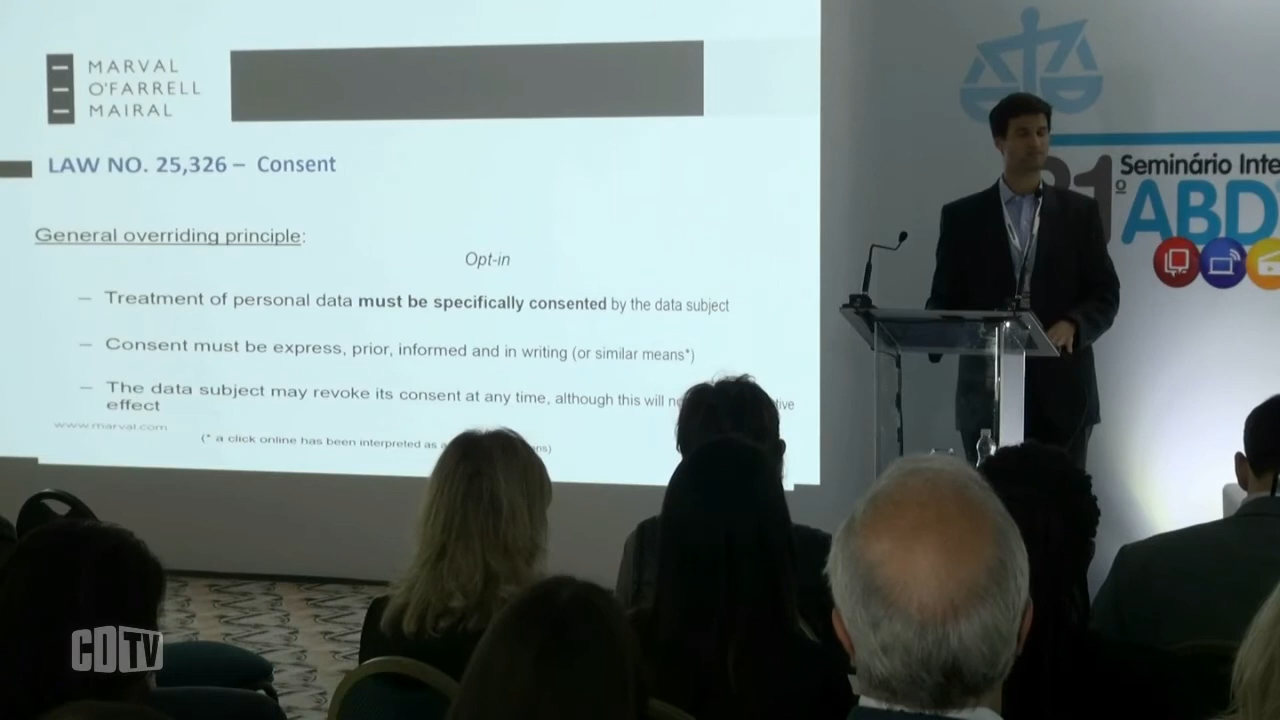 MARVAL
O'FARRELL
MAIRAL
LAW NO. 25,326 – Consent
General overriding principle:
Opt-in
– Treatment of personal data must be specifically consented by the data subject
– Consent must be express, prior, informed and in writing (or similar means*)
– The data subject may revoke its consent at any time, although this will
effect
www.marval.com
(* a click online has been interpreted as
Seminário Inte
ABD
CDTV